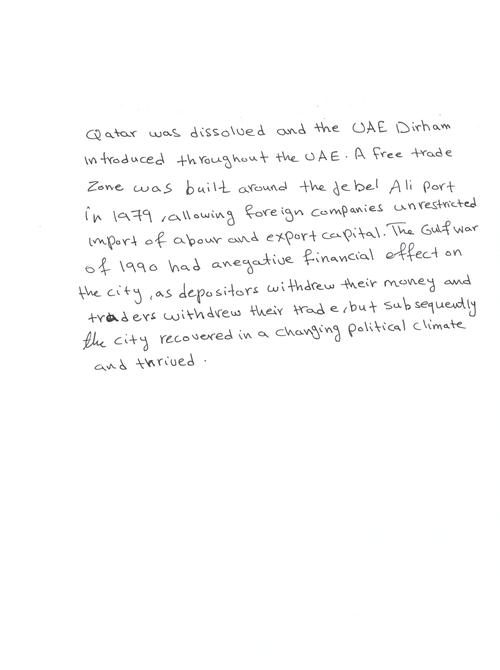 Qatar was dissolved and the UAE Dirham
introduced throughout the UAE. A free trade
Zone was built around the Jebel Ali port
in 1979, allowing foreign companies unrestricted
import of abour and export capital. The Gulf war
of 1990 had anegative financial effect on
the city, as depositors withdrew their money and
traders withdrew their trade, but subsequently
the city recovered in a changing political climate
and thrived.